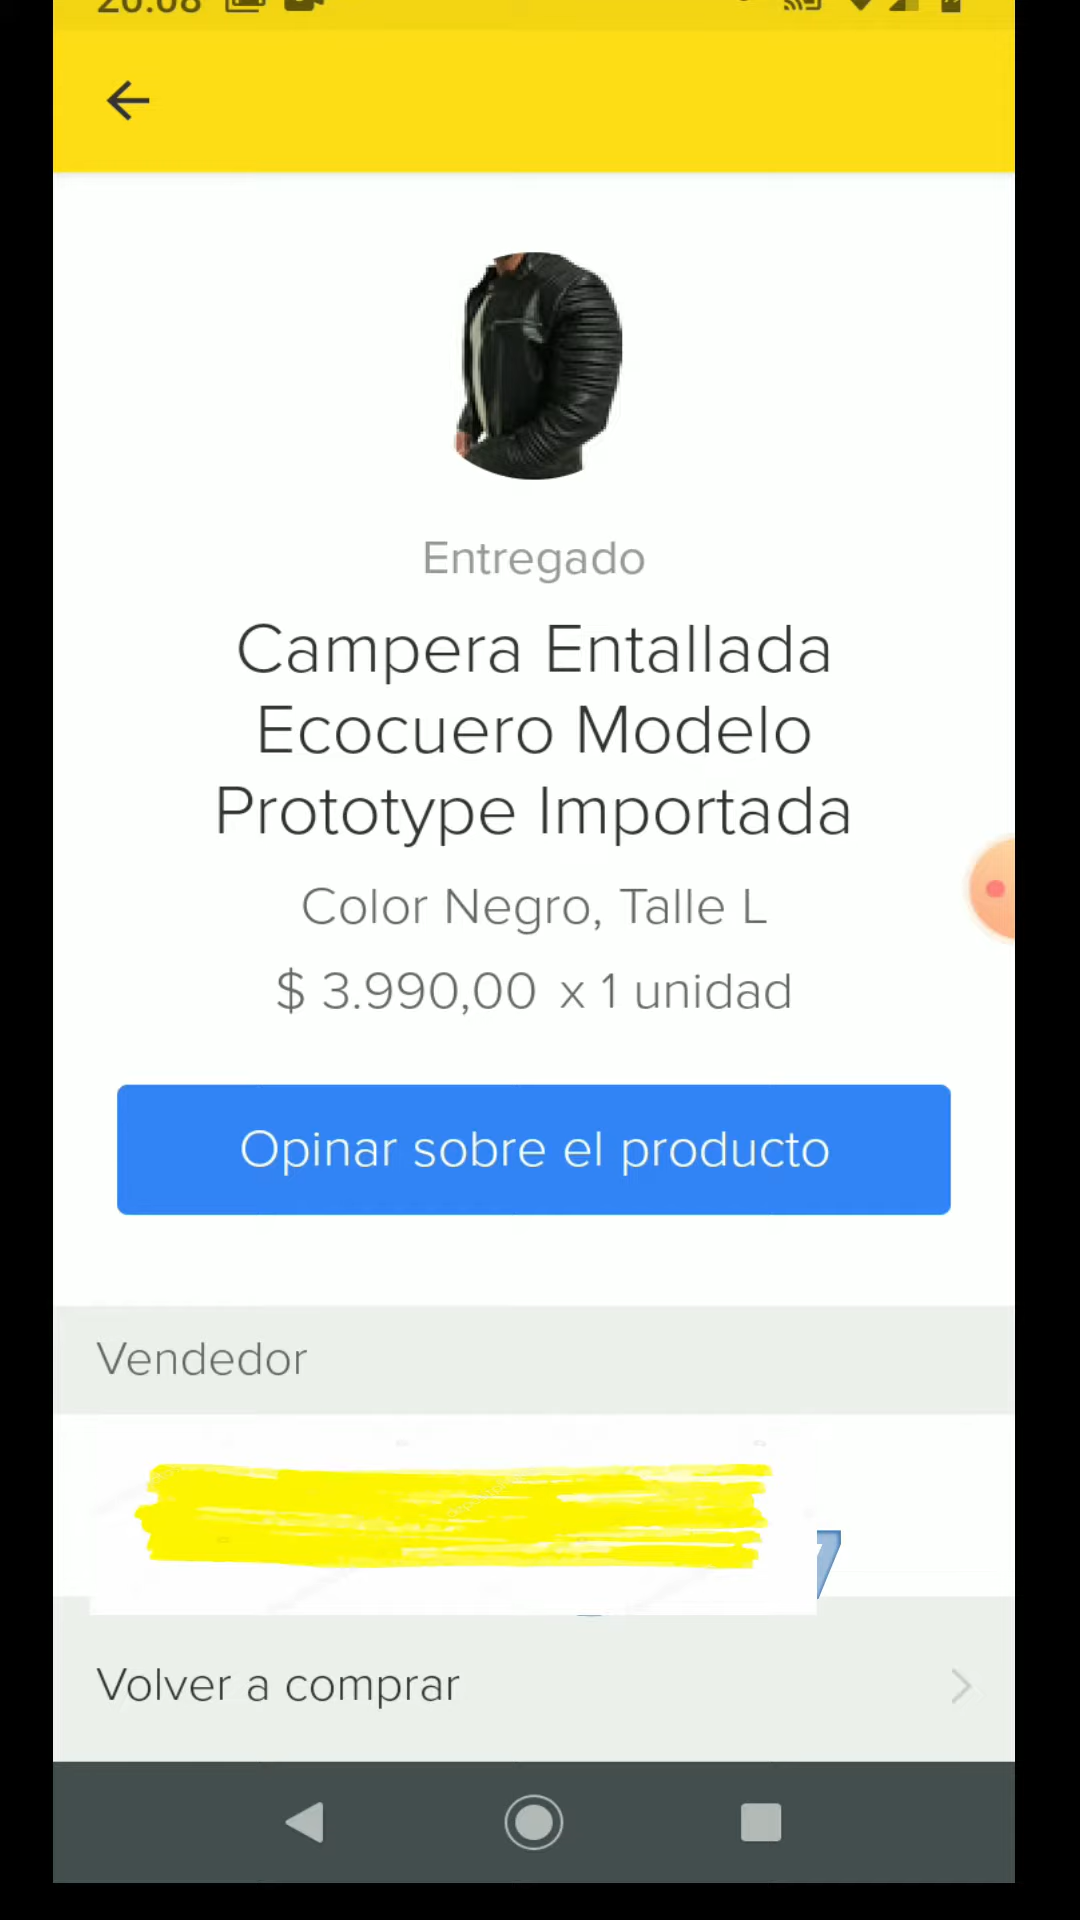 20:08
Entregado
Campera Entallada
Ecocuero Modelo
Prototype Importada
Color Negro, Talle L
$ 3.990,00 x 1 unidad
Opinar sobre el producto
Vendedor
7
Volver a comprar